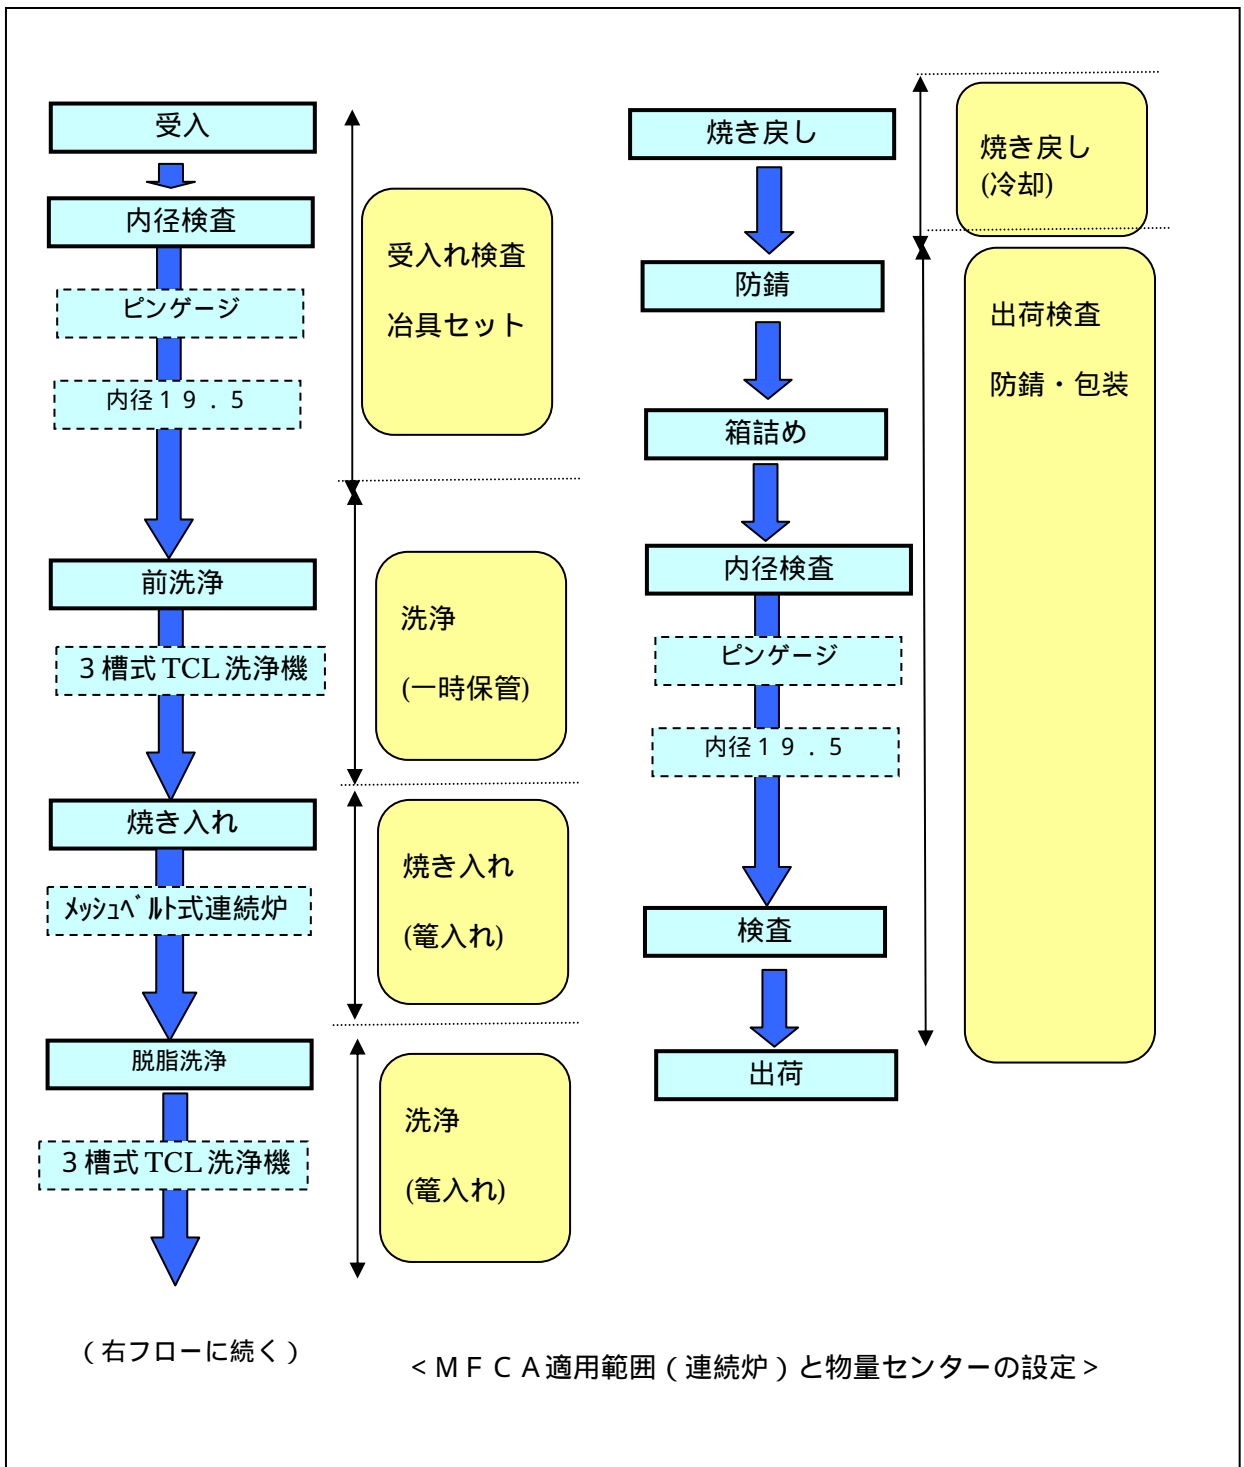 受入
内径検査
ピンゲージ
内径１９．５
前洗浄
３槽式TCL洗浄機
焼き入れ
ﾒｯｼｭﾍﾞﾙﾄ式連続炉
脱脂洗浄
３槽式TCL洗浄機
（右フローに続く）
受入れ検査
冶具セット
洗浄
(一時保管)
焼き入れ
(篭入れ)
洗浄
(篭入れ)
焼き戻し
防錆
箱詰め
内径検査
ピンゲージ
内径１９．５
検査
出荷
焼き戻し
(冷却)
出荷検査
防錆・包装
<ＭＦＣＡ適用範囲（連続炉）と物量センターの設定>